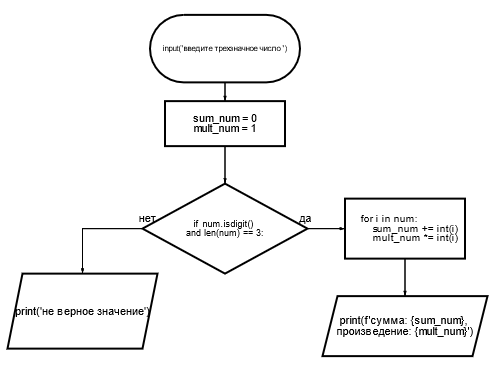 input('введите трехзначное число')
sum_num = 0
mult_num = 1
нет
if num.isdigit()
and len(num) == 3:
да
for i in num:
sum_num += int(i)
mult_num *= int(i)
print('не верное значение')
print(f'сумма: {sum_num},
произведение: {mult_num}')